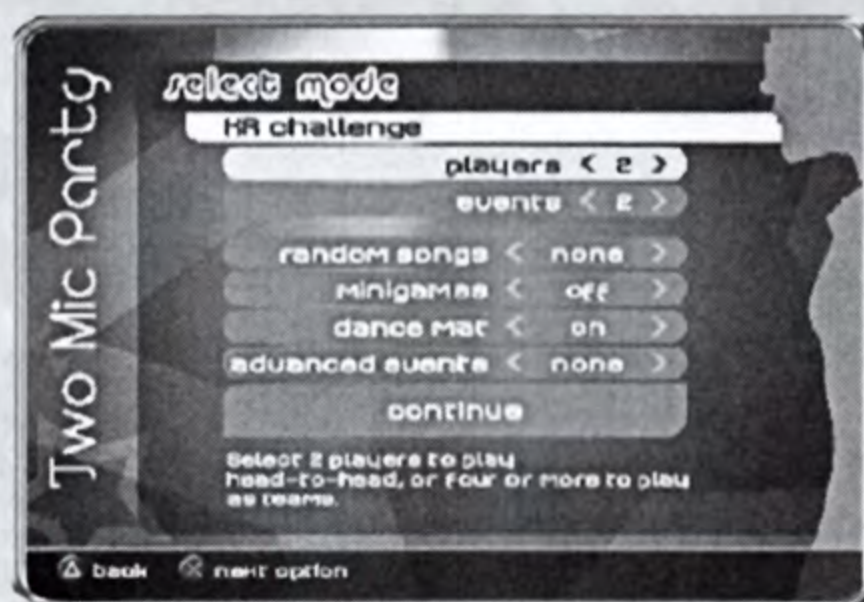 Two Mic Party
select mode
KR challenge
players < 2 >
events < 2 >
random songs < none >
minigames < off >
dance mat < on >
advanced events < none >
continue
Select 2 players to play
head-to-head, or four or more to play
as teams.
back next option